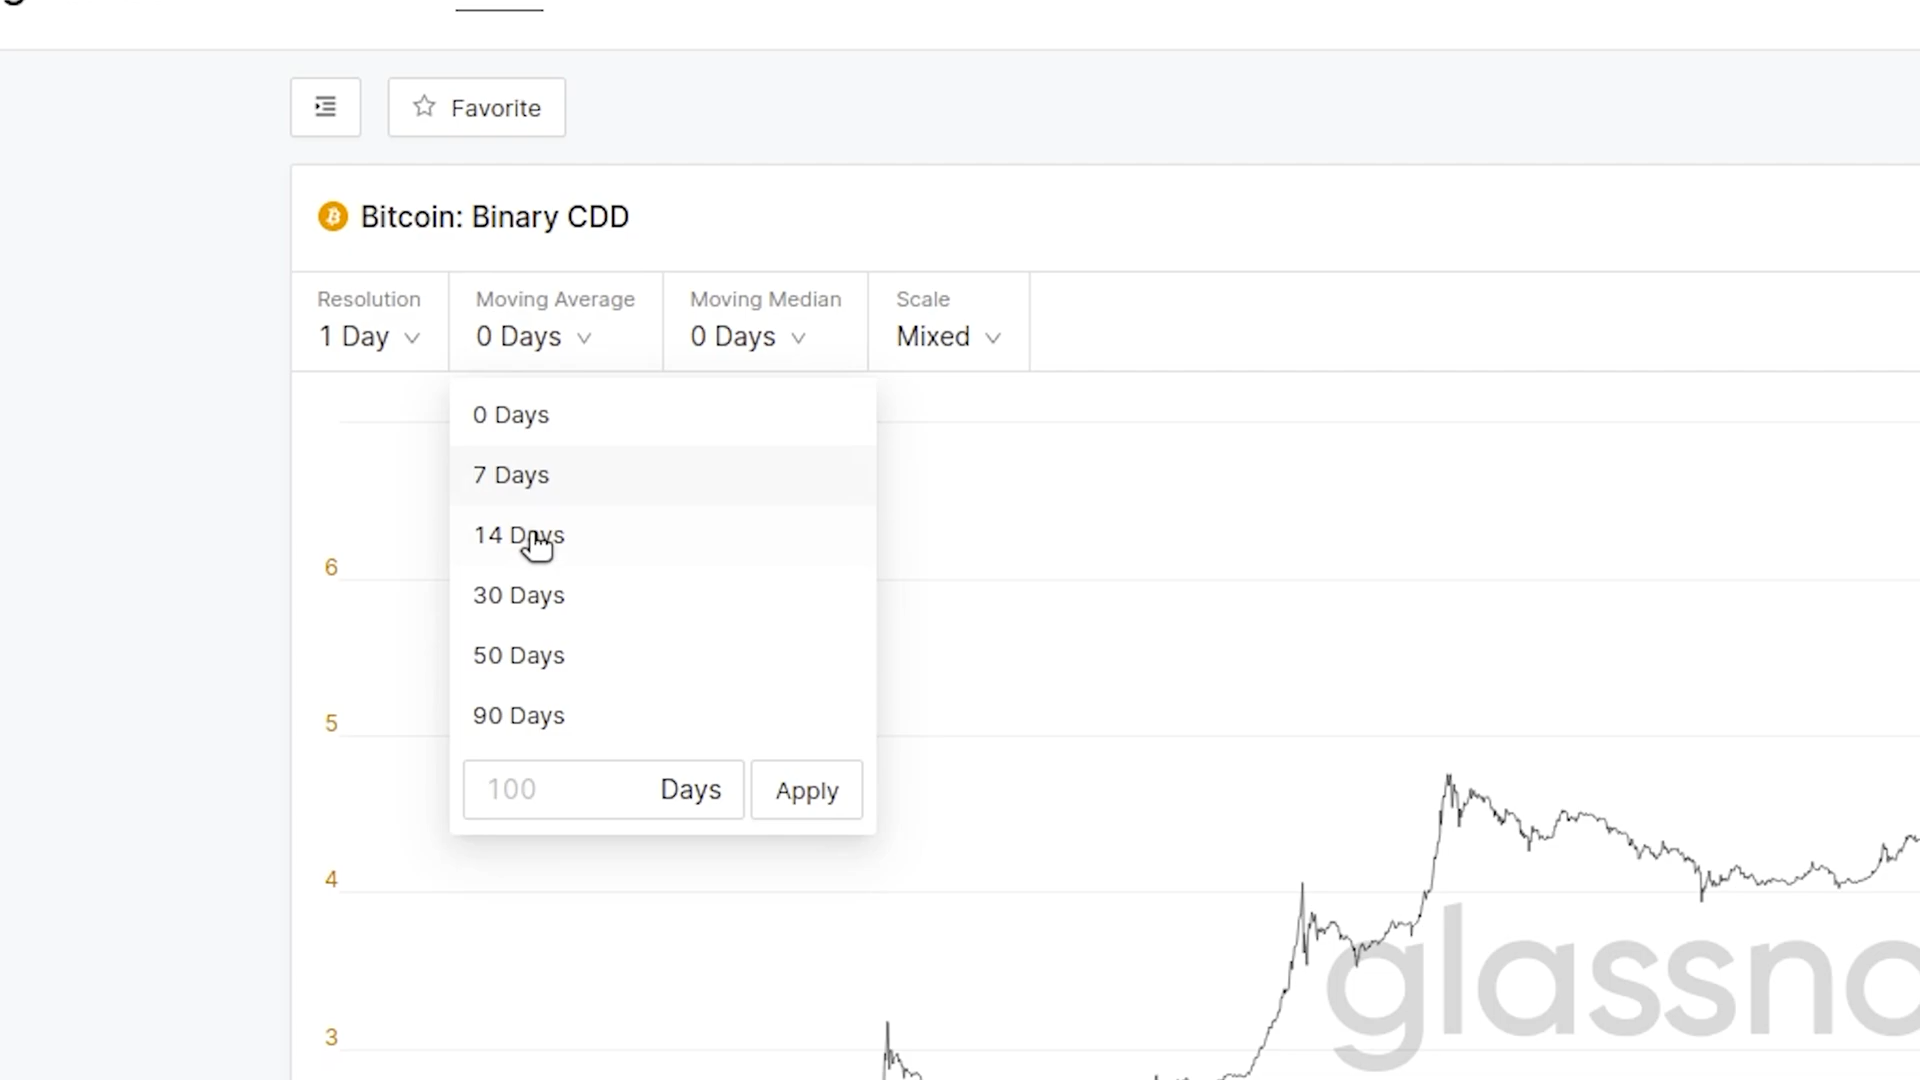 Favorite
Bitcoin: Binary CDD
Resolution
1 Day
Moving Average
0 Days
Moving Median
0 Days
Scale
Mixed
0 Days
7 Days
14 Days
30 Days
50 Days
90 Days
100 Days
Apply
6
5
4
3
glassno